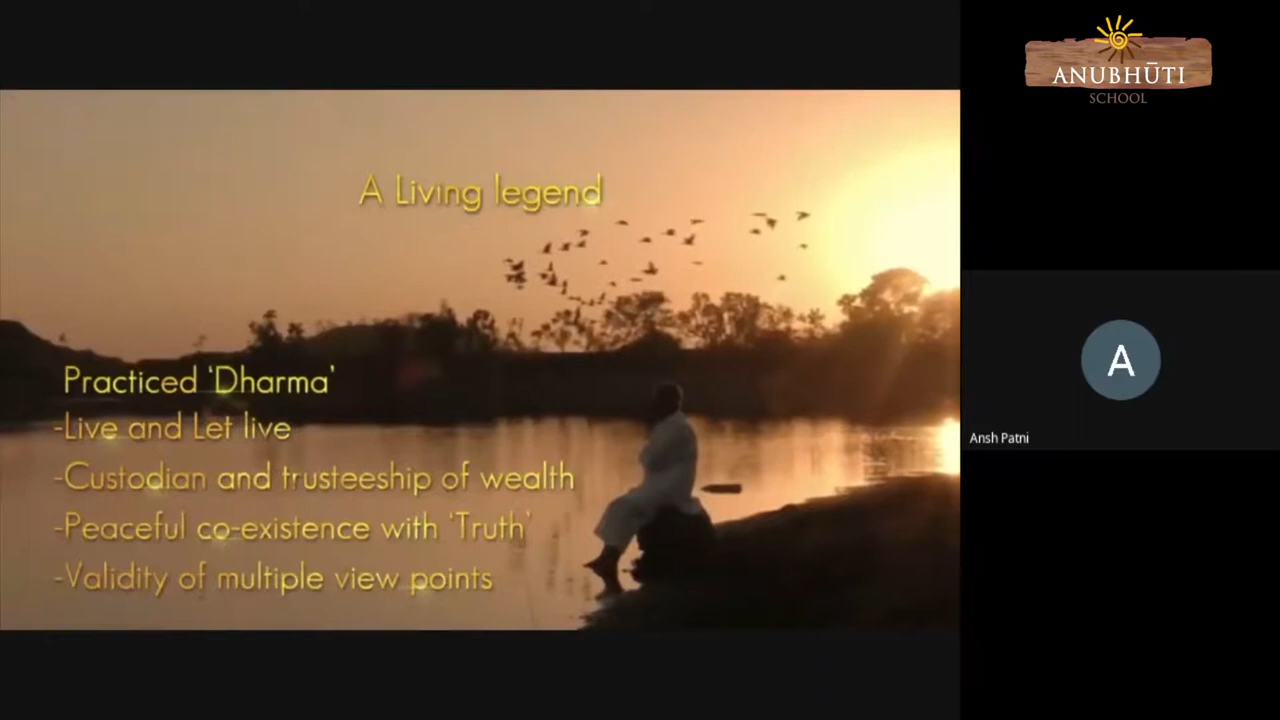 A Living legend
Practiced ‘Dharma’
-Live and Let live
-Custodian and trusteeship of wealth
-Peaceful co-existence with ‘Truth’
-Validity of multiple view points
ANUBHŪTI
SCHOOL
A
Ansh Patni